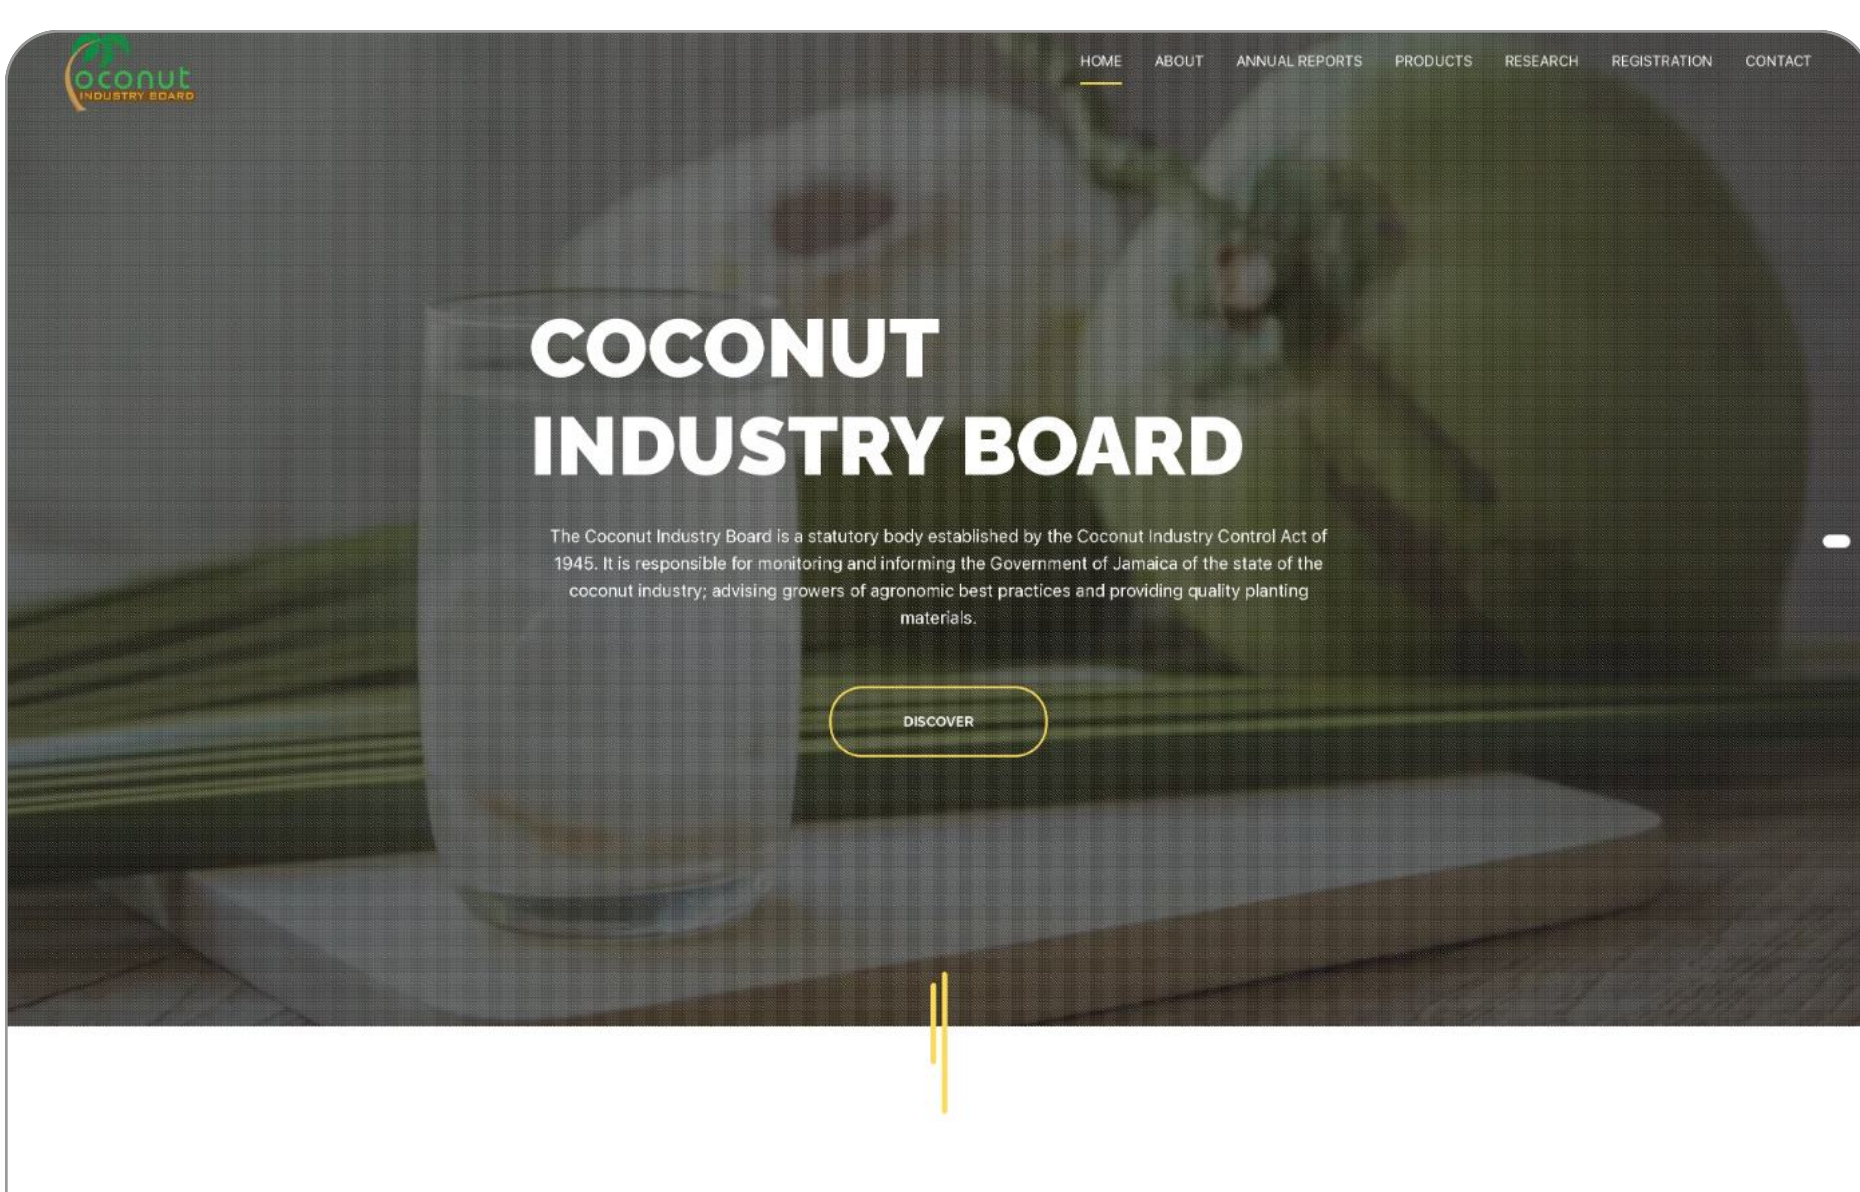 oconut
INDUSTRY BOARD
HOME ABOUT ANNUAL REPORTS PRODUCTS RESEARCH REGISTRATION CONTACT
COCONUT
INDUSTRY BOARD
The Coconut Industry Board is a statutory body established by the Coconut Industry Control Act of
1945. It is responsible for monitoring and informing the Government of Jamaica of the state of the
coconut industry; advising growers of agronomic best practices and providing quality planting
materials.
DISCOVER